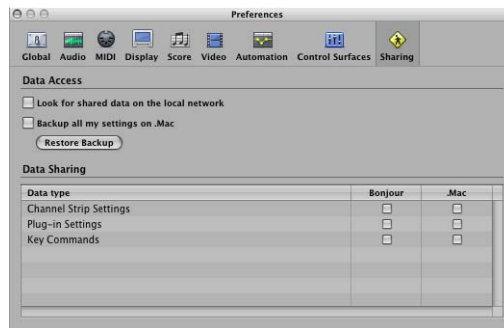 Preferences
Global Audio MIDI Display Score Video Automation Control Surfaces Sharing
Data Access
Look for shared data on the local network
Backup all my settings on .Mac
Restore Backup
Data Sharing
Data type Bonjour .Mac
Channel Strip Settings
Plug-in Settings
Key Commands